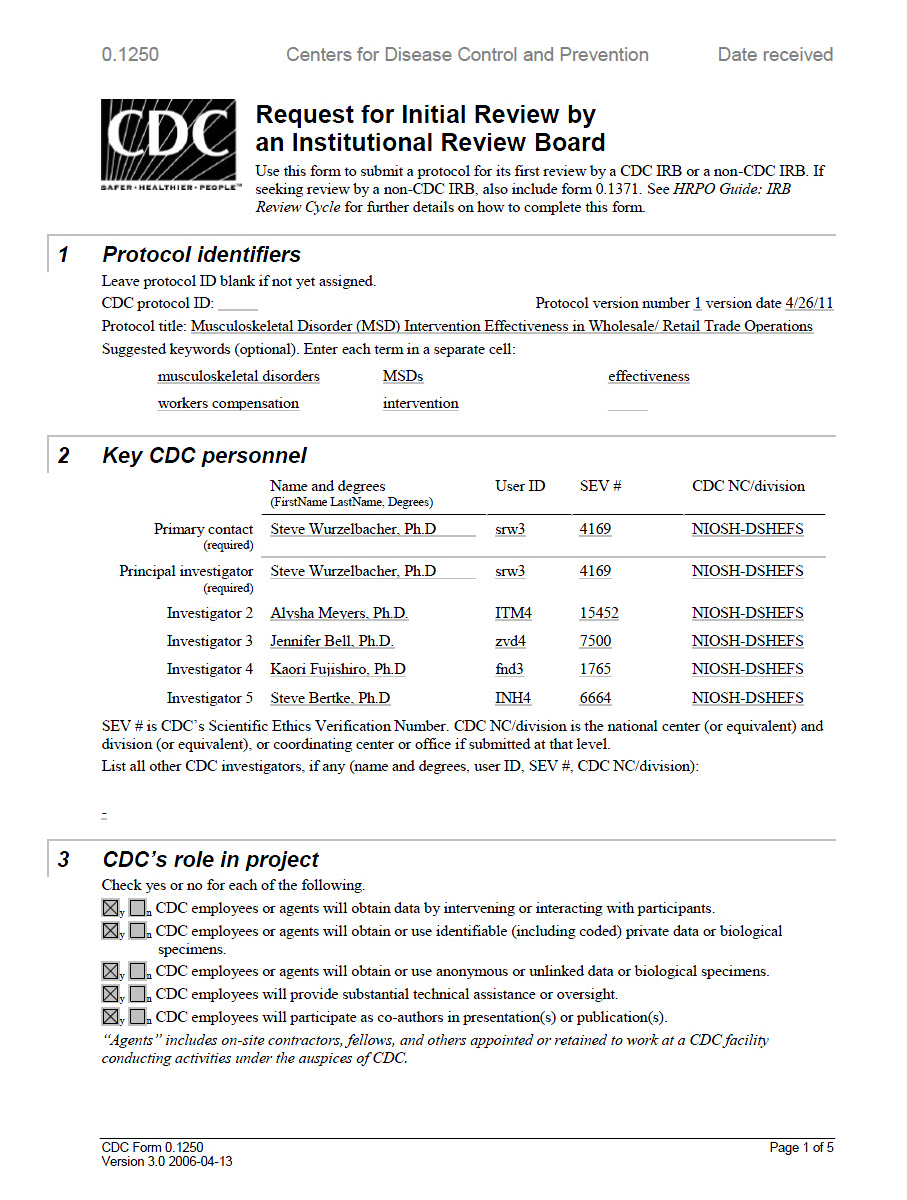 0.1250 Centers for Disease Control and Prevention Date received
CDC
SAFER • HEALTHIER • PEOPLE™
Request for Initial Review by
an Institutional Review Board
Use this form to submit a protocol for its first review by a CDC IRB or a non-CDC IRB. If
seeking review by a non-CDC IRB, also include form 0.1371. See HRPO Guide: IRB
Review Cycle for further details on how to complete this form.
1 Protocol identifiers
Leave protocol ID blank if not yet assigned.
CDC protocol ID: _____ Protocol version number 1 version date 4/26/11
Protocol title: Musculoskeletal Disorder (MSD) Intervention Effectiveness in Wholesale/ Retail Trade Operations
Suggested keywords (optional). Enter each term in a separate cell:
musculoskeletal disorders MSDs effectiveness
workers compensation intervention _____
2 Key CDC personnel
Name and degrees User ID SEV # CDC NC/division
(FirstName LastName, Degrees)
Primary contact Steve Wurzelbacher, Ph.D srw3 4169 NIOSH-DSHEFS
(required)
Principal investigator Steve Wurzelbacher, Ph.D srw3 4169 NIOSH-DSHEFS
(required)
Investigator 2 Alysha Meyers, Ph.D. ITM4 15452 NIOSH-DSHEFS
Investigator 3 Jennifer Bell, Ph.D. zvd4 7500 NIOSH-DSHEFS
Investigator 4 Kaori Fujishiro, Ph.D fnd3 1765 NIOSH-DSHEFS
Investigator 5 Steve Bertke, Ph.D INH4 6664 NIOSH-DSHEFS
SEV # is CDC's Scientific Ethics Verification Number. CDC NC/division is the national center (or equivalent) and
division (or equivalent), or coordinating center or office if submitted at that level.
List all other CDC investigators, if any (name and degrees, user ID, SEV #, CDC NC/division):
-
3 CDC's role in project
Check yes or no for each of the following.
☒y ☐n CDC employees or agents will obtain data by intervening or interacting with participants.
☒y ☐n CDC employees or agents will obtain or use identifiable (including coded) private data or biological
specimens.
☒y ☐n CDC employees or agents will obtain or use anonymous or unlinked data or biological specimens.
☒y ☐n CDC employees will provide substantial technical assistance or oversight.
☒y ☐n CDC employees will participate as co-authors in presentation(s) or publication(s).
"Agents" includes on-site contractors, fellows, and others appointed or retained to work at a CDC facility
conducting activities under the auspices of CDC.
CDC Form 0.1250 Page 1 of 5
Version 3.0 2006-04-13